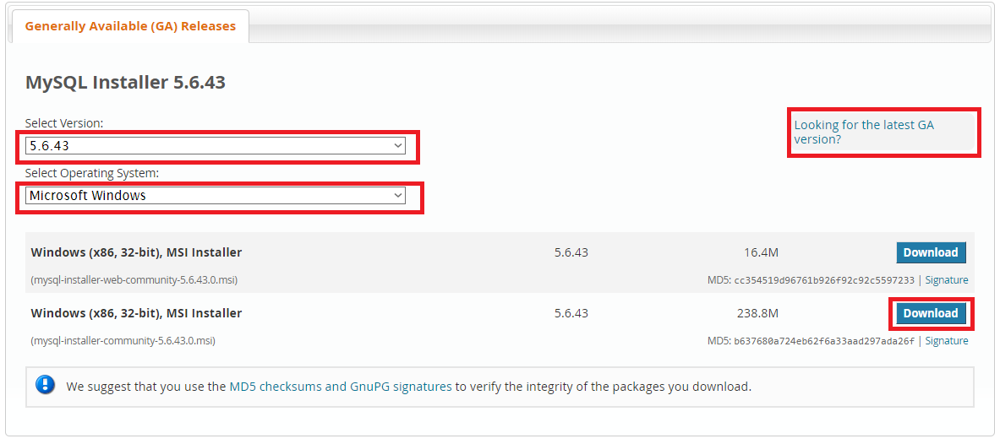 Generally Available (GA) Releases
MySQL Installer 5.6.43
Select Version:
5.6.43
Looking for the latest GA
version?
Select Operating System:
Microsoft Windows
Windows (x86, 32-bit), MSI Installer 5.6.43 16.4M Download
(mysql-installer-web-community-5.6.43.0.msi) MD5: cc354519d96761b926f92c92c5597233 | Signature
Windows (x86, 32-bit), MSI Installer 5.6.43 238.8M Download
(mysql-installer-community-5.6.43.0.msi) MD5: b637680a724eb62f6a33aad297ada26f | Signature
We suggest that you use the MD5 checksums and GnuPG signatures to verify the integrity of the packages you download.